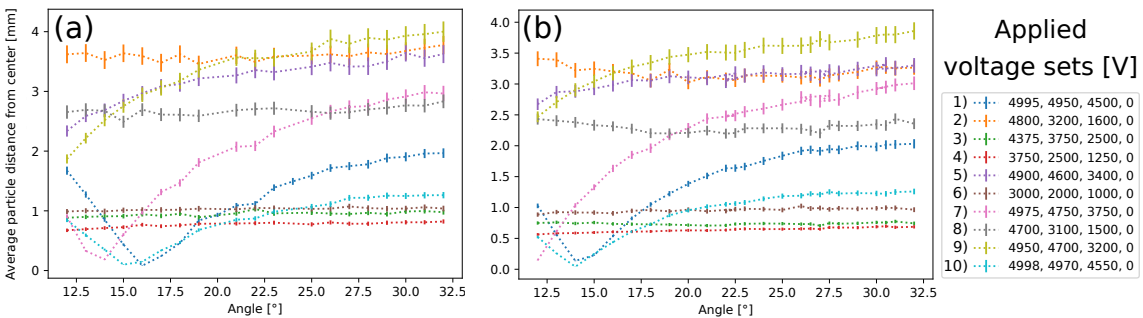 (a)
Average particle distance from center [mm]
4
3
2
1
0
12.5 15.0 17.5 20.0 22.5 25.0 27.5 30.0 32.5
Angle [°]
(b)
4.0
3.5
3.0
2.5
2.0
1.5
1.0
0.5
0.0
12.5 15.0 17.5 20.0 22.5 25.0 27.5 30.0 32.5
Angle [°]
Applied
voltage sets [V]
1) 4995, 4950, 4500, 0
2) 4800, 3200, 1600, 0
3) 4375, 3750, 2500, 0
4) 3750, 2500, 1250, 0
5) 4900, 4600, 3400, 0
6) 3000, 2000, 1000, 0
7) 4975, 4750, 3750, 0
8) 4700, 3100, 1500, 0
9) 4950, 4700, 3200, 0
10) 4998, 4970, 4550, 0